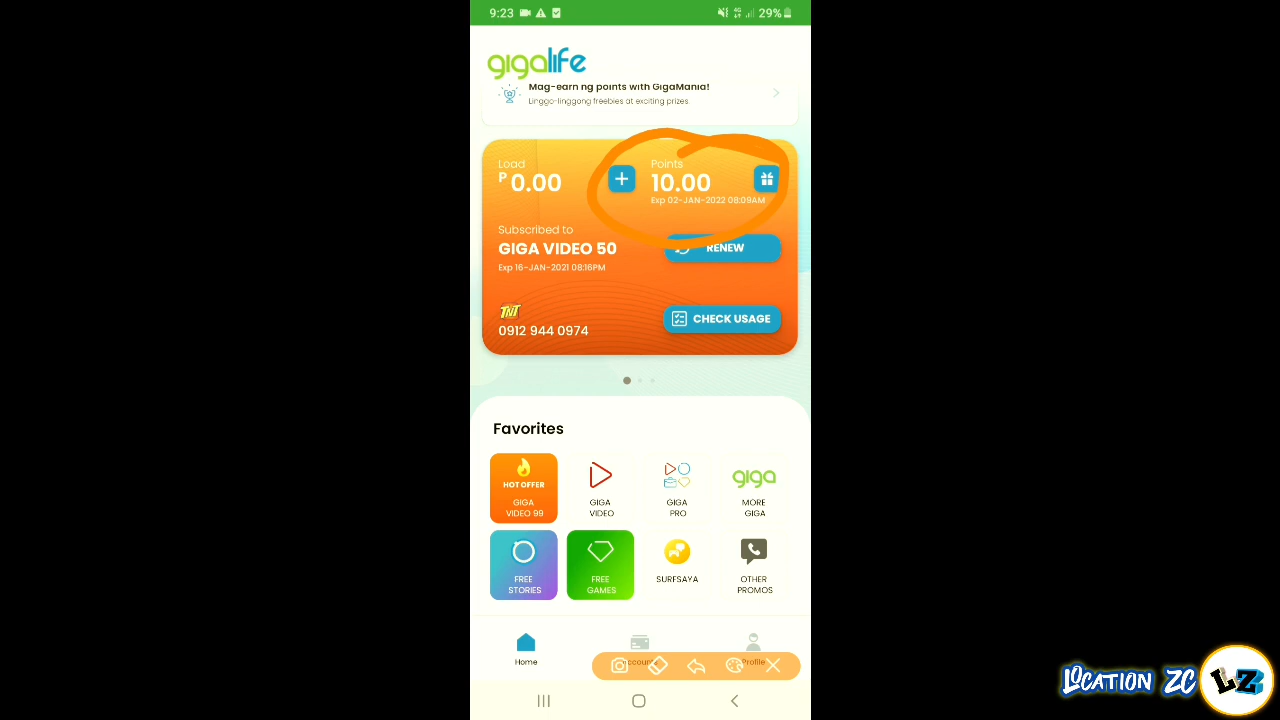 9:23
29%
gigalife
Mag-earn ng points with GigaMania!
Linggo-linggong freebies at exciting prizes.
Load
Points
P 0.00
10.00
Exp 02-JAN-2022 08:09AM
Subscribed to
GIGA VIDEO 50
RENEW
Exp 16-JAN-2021 08:16PM
TNT
0912 944 0974
CHECK USAGE
Favorites
HOT OFFER
GIGA
VIDEO 99
GIGA
VIDEO
GIGA
PRO
giga
MORE
GIGA
FREE
STORIES
FREE
GAMES
SURFSAYA
OTHER
PROMOS
Home
Account
Profile
LOCATION ZC
LZ